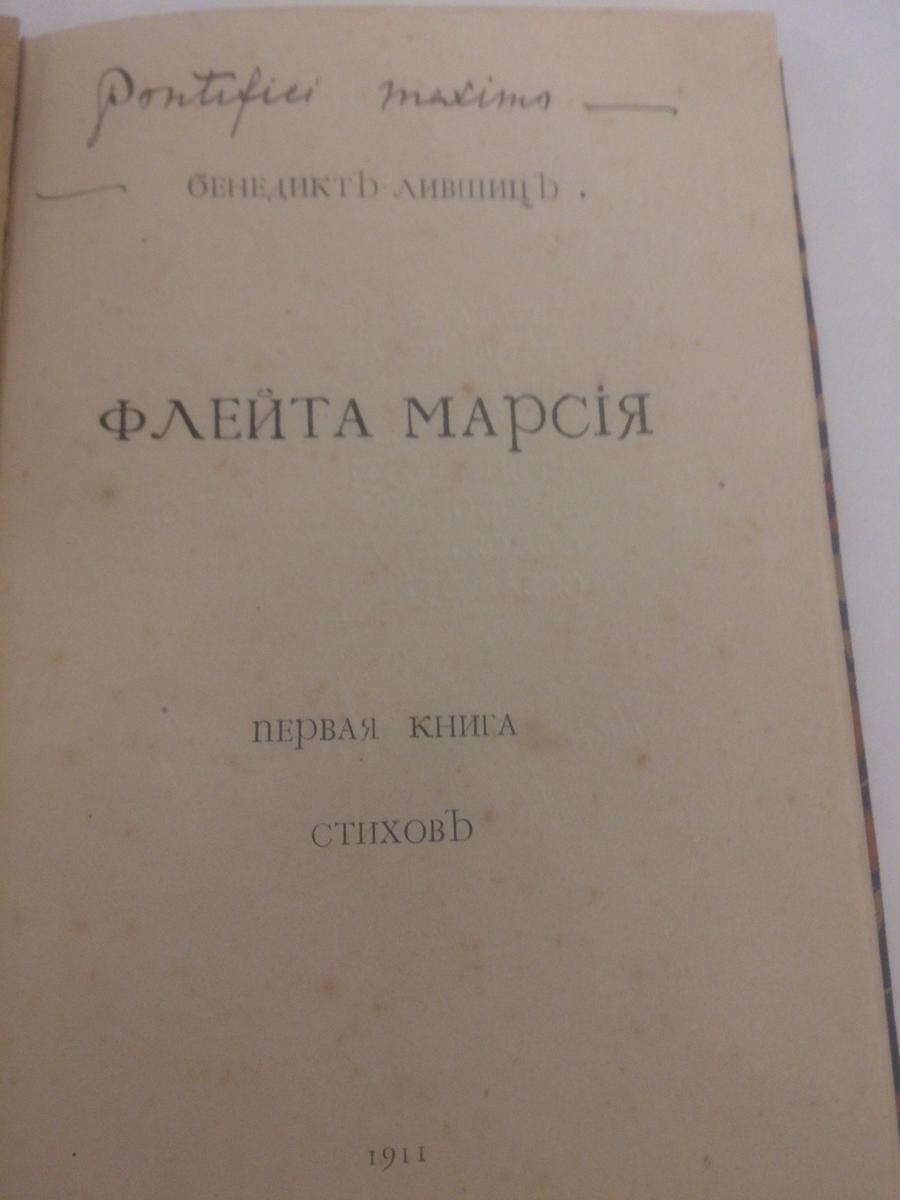 Pontifici maximo —
— БЕНЕДИКТЪ ЛИВШИЦЪ.
ФЛЕЙТА МАРСІЯ
ПЕРВАЯ КНИГА
СТИХОВЪ
1911